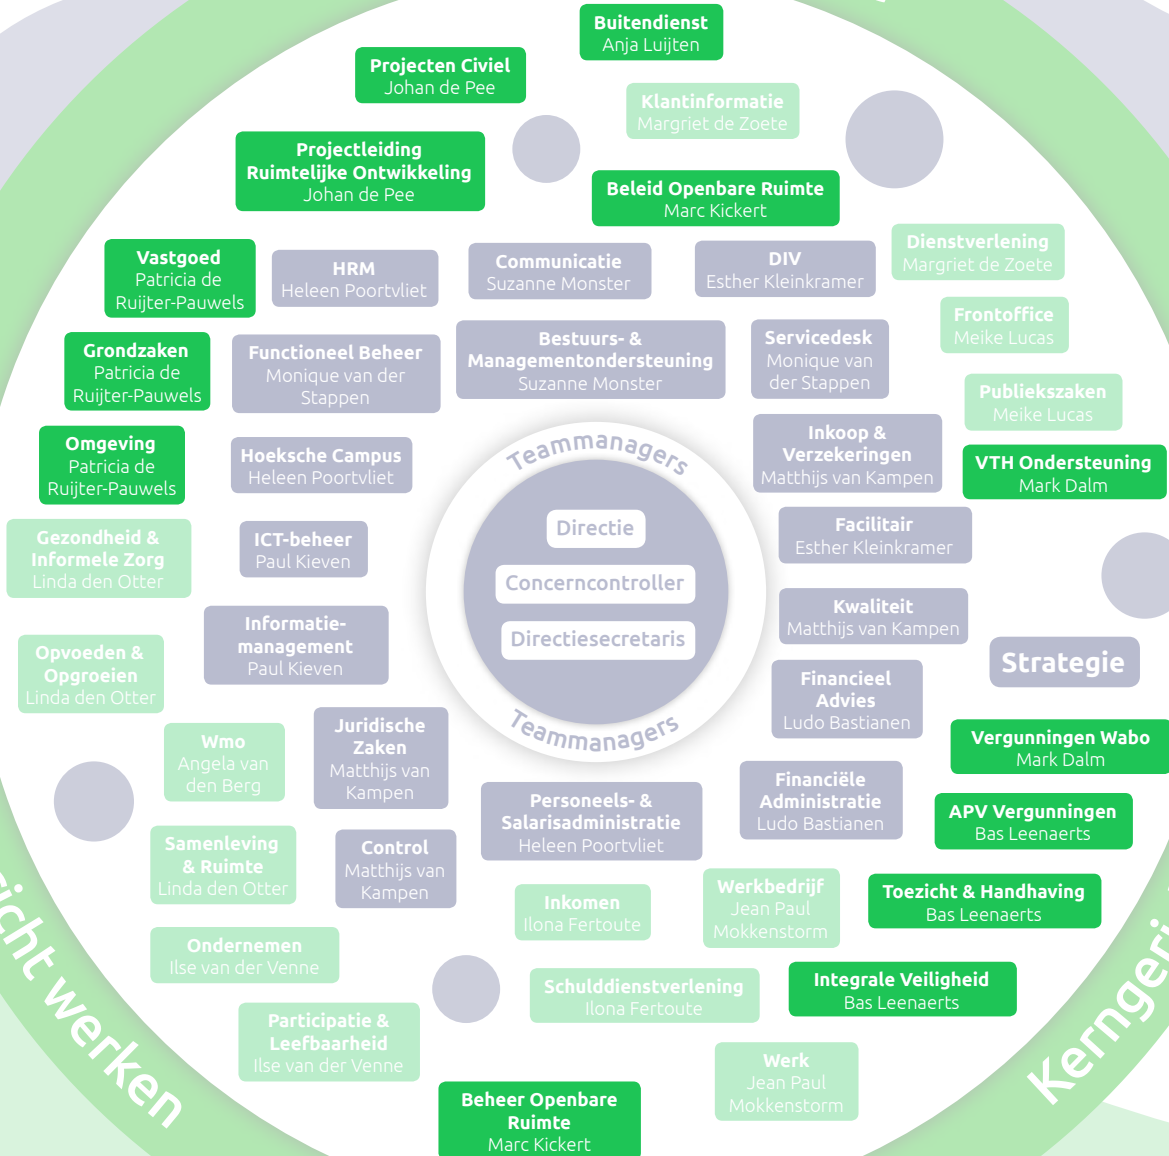 Buitendienst
Anja Luijten
Projecten Civiel
Johan de Pee
Klantinformatie
Margriet de Zoete
Projectleiding
Ruimtelijke Ontwikkeling
Johan de Pee
Beleid Openbare Ruimte
Marc Kickert
Vastgoed
Patricia de
Ruijter-Pauwels
HRM
Heleen Poortvliet
Communicatie
Suzanne Monster
DIV
Esther Kleinkramer
Dienstverlening
Margriet de Zoete
Frontoffice
Meike Lucas
Grondzaken
Patricia de
Ruijter-Pauwels
Functioneel Beheer
Monique van der
Stappen
Bestuurs- &
Managementondersteuning
Suzanne Monster
Servicedesk
Monique van
der Stappen
Publiekszaken
Meike Lucas
Omgeving
Patricia de
Ruijter-Pauwels
Hoeksche Campus
Heleen Poortvliet
Teammanagers
Inkoop &
Verzekeringen
Matthijs van Kampen
VTH Ondersteuning
Mark Dalm
Gezondheid &
Informele Zorg
Linda den Otter
ICT-beheer
Paul Kieven
Directie
Concerncontroller
Directiesecretaris
Facilitair
Esther Kleinkramer
Kwaliteit
Matthijs van Kampen
Informatie-
management
Paul Kieven
Opvoeden &
Opgroeien
Linda den Otter
Strategie
Financieel
Advies
Ludo Bastianen
Teammanagers
Juridische
Zaken
Matthijs van
Kampen
Wmo
Angela van
den Berg
Vergunningen Wabo
Mark Dalm
Personeels- &
Salarisadministratie
Heleen Poortvliet
Financiële
Administratie
Ludo Bastianen
APV Vergunningen
Bas Leenaerts
Samenleving
& Ruimte
Linda den Otter
Control
Matthijs van
Kampen
Inkomen
Ilona Fertoute
Werkbedrijf
Jean Paul
Mokkenstorm
Toezicht & Handhaving
Bas Leenaerts
Ondernemen
Ilse van der Venne
Schulddienstverlening
Ilona Fertoute
Integrale Veiligheid
Bas Leenaerts
Participatie &
Leefbaarheid
Ilse van der Venne
Werk
Jean Paul
Mokkenstorm
Beheer Openbare
Ruimte
Marc Kickert
werken